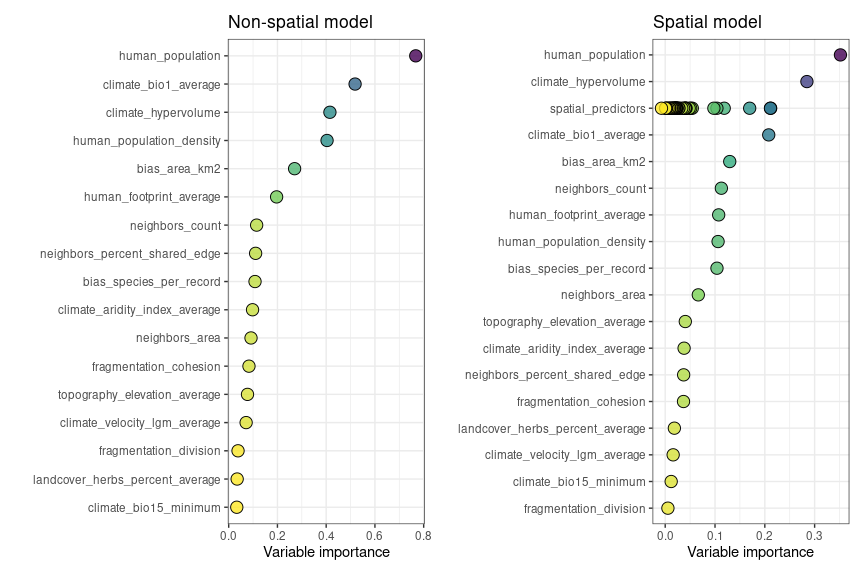 Non-spatial model
human_population
climate_bio1_average
climate_hypervolume
human_population_density
bias_area_km2
human_footprint_average
neighbors_count
neighbors_percent_shared_edge
bias_species_per_record
climate_aridity_index_average
neighbors_area
fragmentation_cohesion
topography_elevation_average
climate_velocity_lgm_average
fragmentation_division
landcover_herbs_percent_average
climate_bio15_minimum
0.0 0.2 0.4 0.6 0.8
Variable importance
Spatial model
human_population
climate_hypervolume
spatial_predictors
climate_bio1_average
bias_area_km2
neighbors_count
human_footprint_average
human_population_density
bias_species_per_record
neighbors_area
topography_elevation_average
climate_aridity_index_average
neighbors_percent_shared_edge
fragmentation_cohesion
landcover_herbs_percent_average
climate_velocity_lgm_average
climate_bio15_minimum
fragmentation_division
0.0 0.1 0.2 0.3
Variable importance